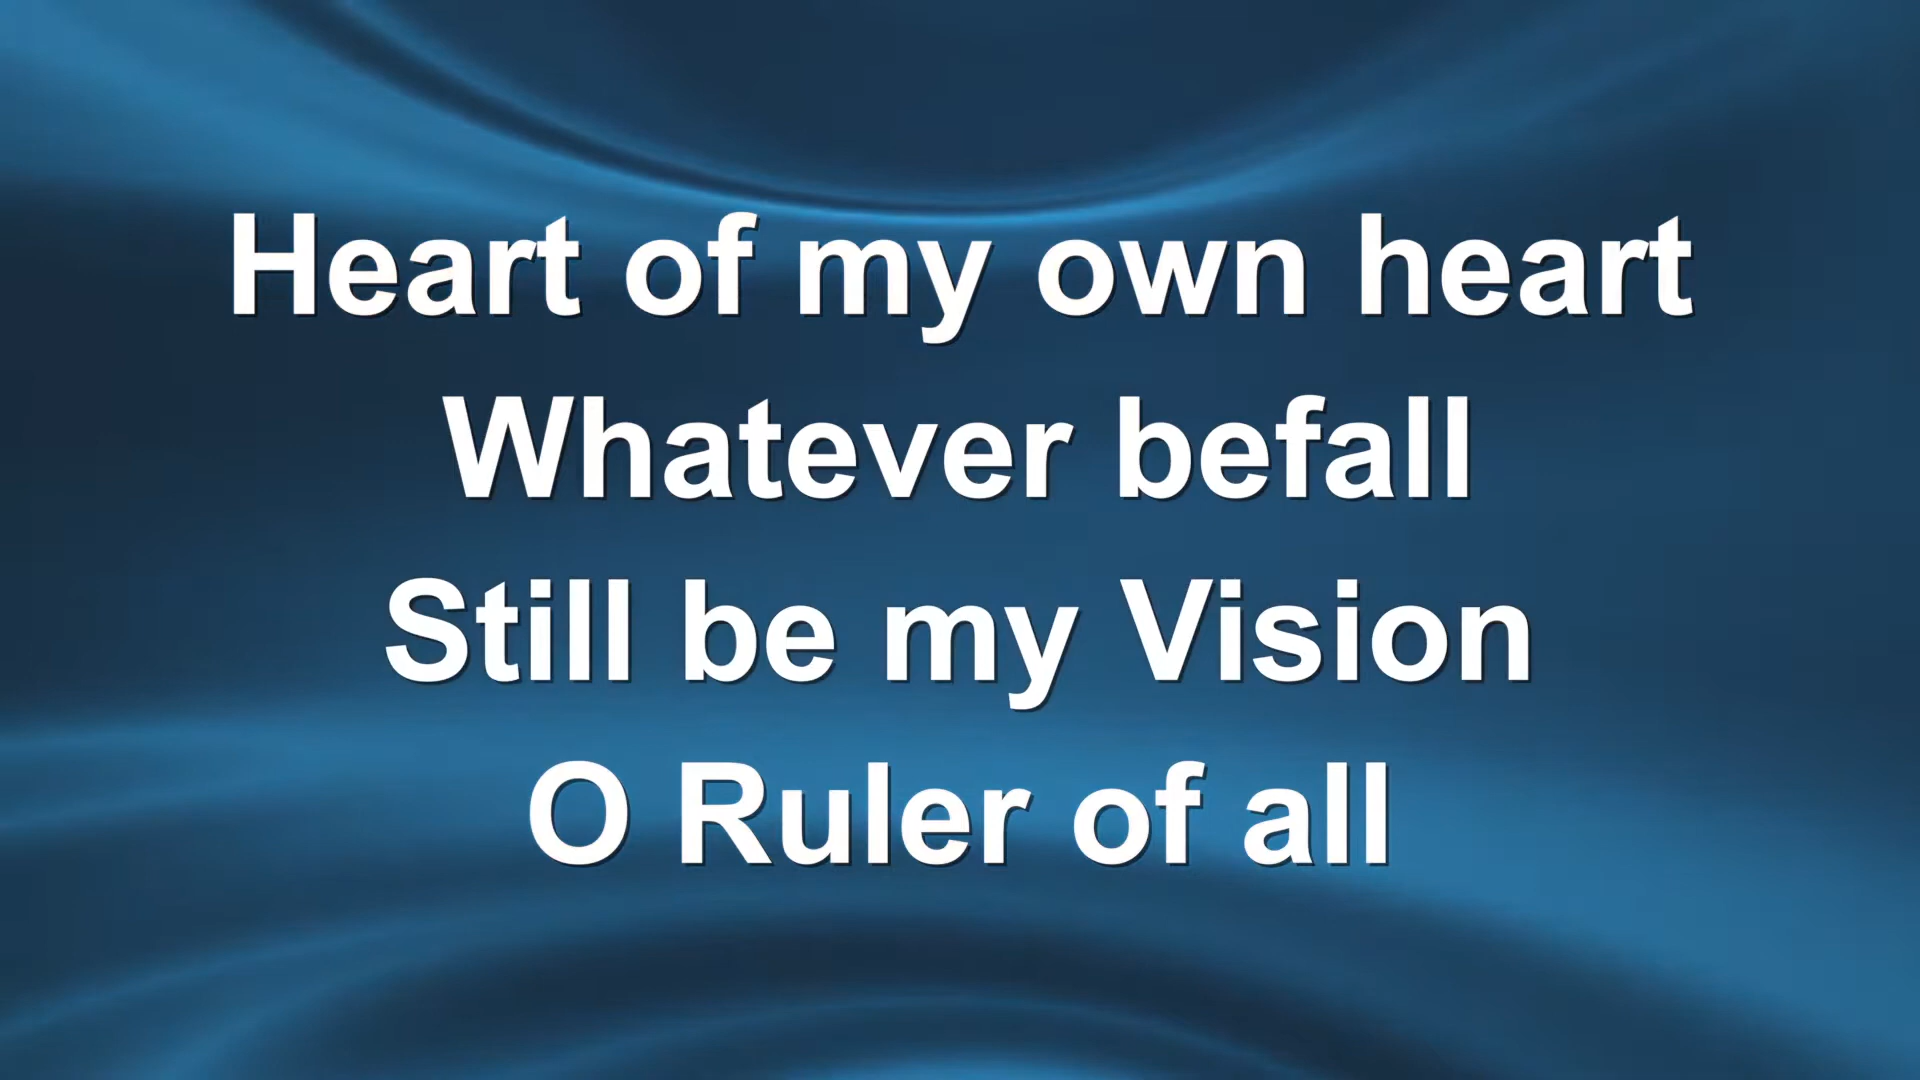 Heart of my own heart
Whatever befall
Still be my Vision
O Ruler of all